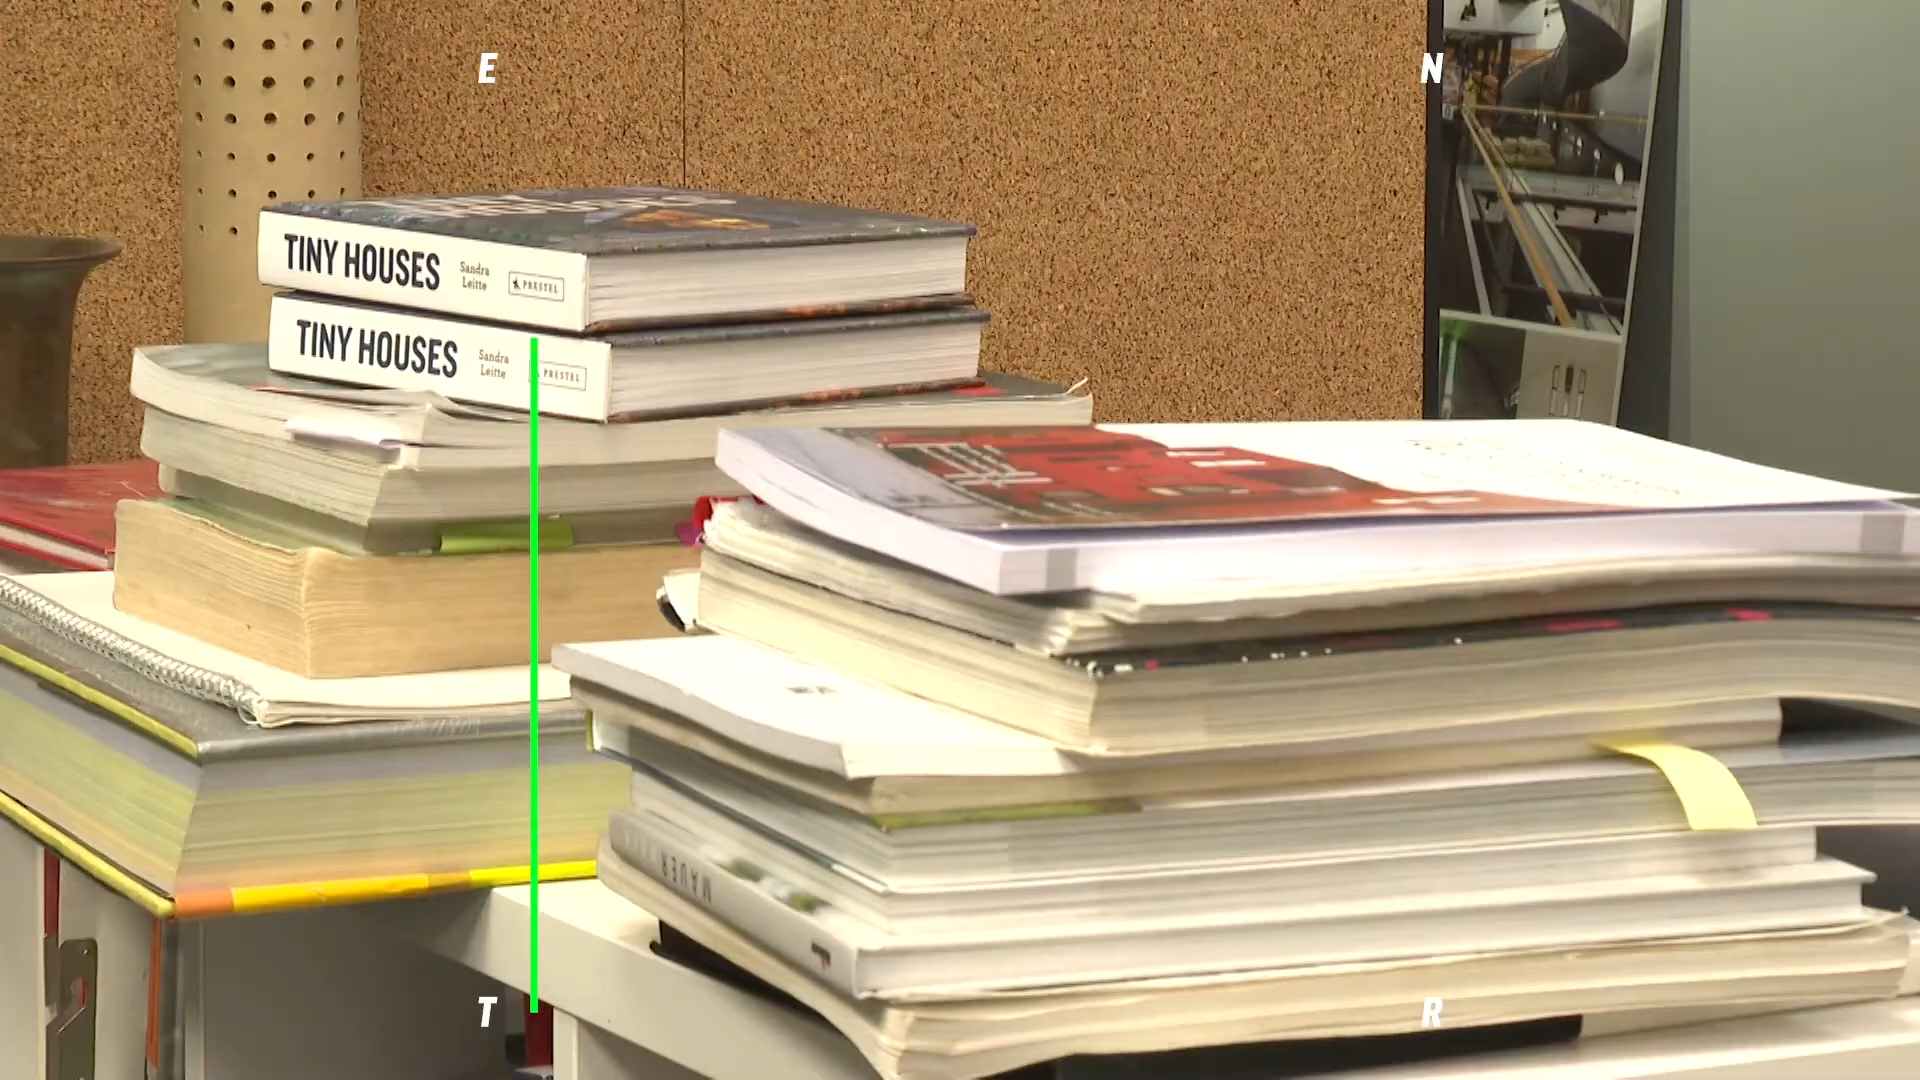 E N
TINY HOUSES Sandra Leitte PRESTEL
TINY HOUSES Sandra Leitte PRESTEL
MAUER
T R